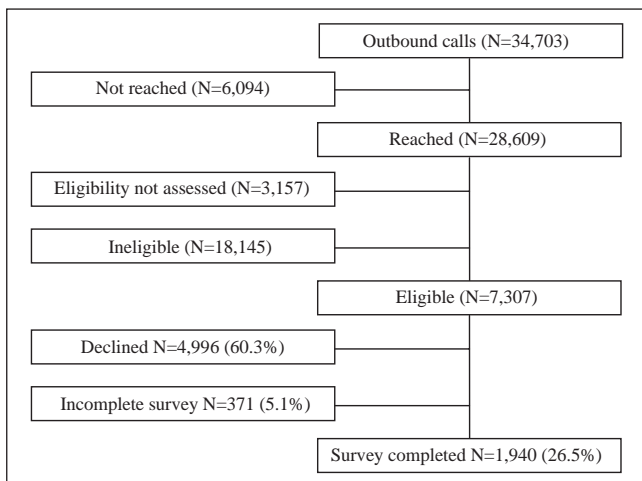 Outbound calls (N=34,703)
Not reached (N=6,094)
Reached (N=28,609)
Eligibility not assessed (N=3,157)
Ineligible (N=18,145)
Eligible (N=7,307)
Declined N=4,996 (60.3%)
Incomplete survey N=371 (5.1%)
Survey completed N=1,940 (26.5%)